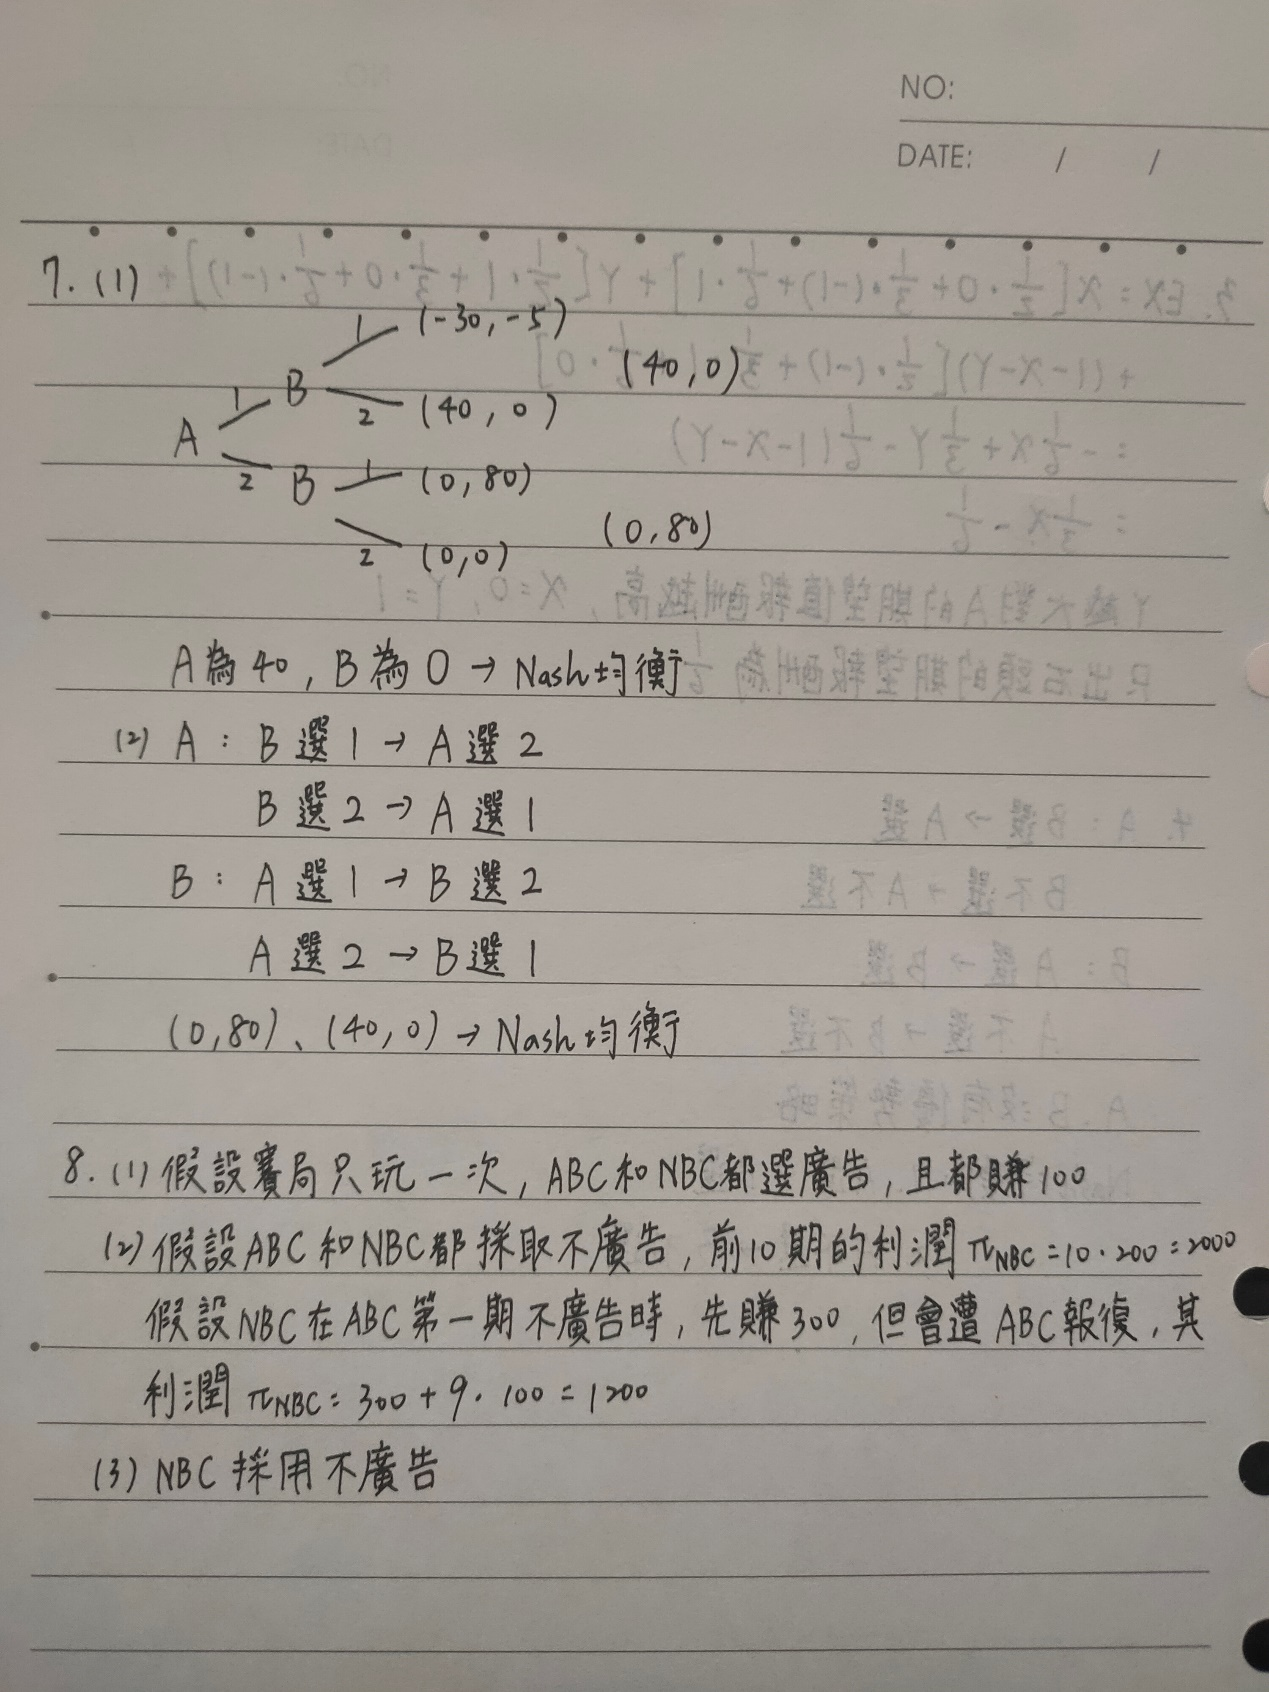 NO:
DATE: / /
7. (1)
1 (-30, -5)
B (40, 0)
1 2 (40, 0)
A
2 B 1 (0, 80)
(0, 80)
2 (0, 0)
A為40, B為0 → Nash均衡
(2) A: B選1 → A選2
B選2 → A選1
B: A選1 → B選2
A選2 → B選1
(0, 80)、(40, 0) → Nash均衡
8. (1) 假設賽局只玩一次, ABC和NBC都選廣告, 且都賺100
(2) 假設ABC和NBC都採取不廣告, 前10期的利潤 πNBC = 10·200 = 2000
假設NBC在ABC第一期不廣告時, 先賺300, 但會遭ABC報復, 其
利潤 πNBC = 300 + 9·100 = 1200
(3) NBC採用不廣告